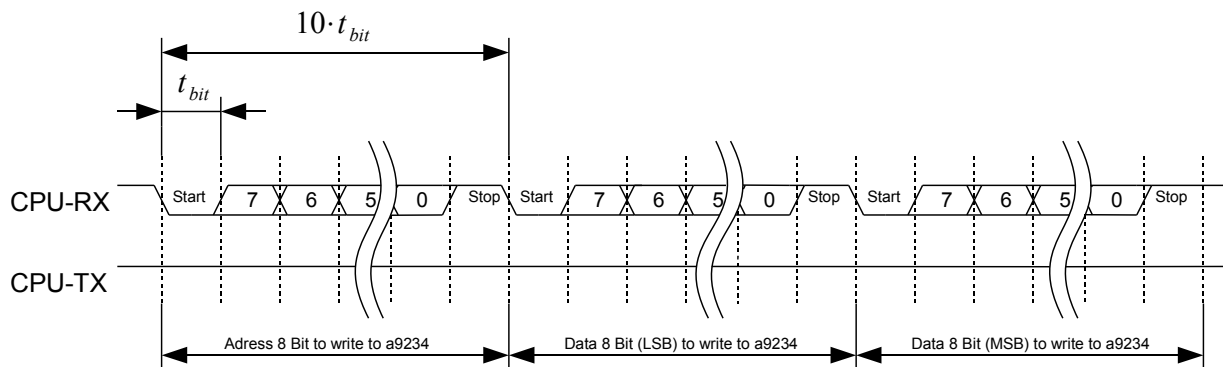 10·t_bit
t_bit
CPU-RX Start 7 6 5 0 Stop Start 7 6 5 0 Stop Start 7 6 5 0 Stop
CPU-TX
Adress 8 Bit to write to a9234 Data 8 Bit (LSB) to write to a9234 Data 8 Bit (MSB) to write to a9234